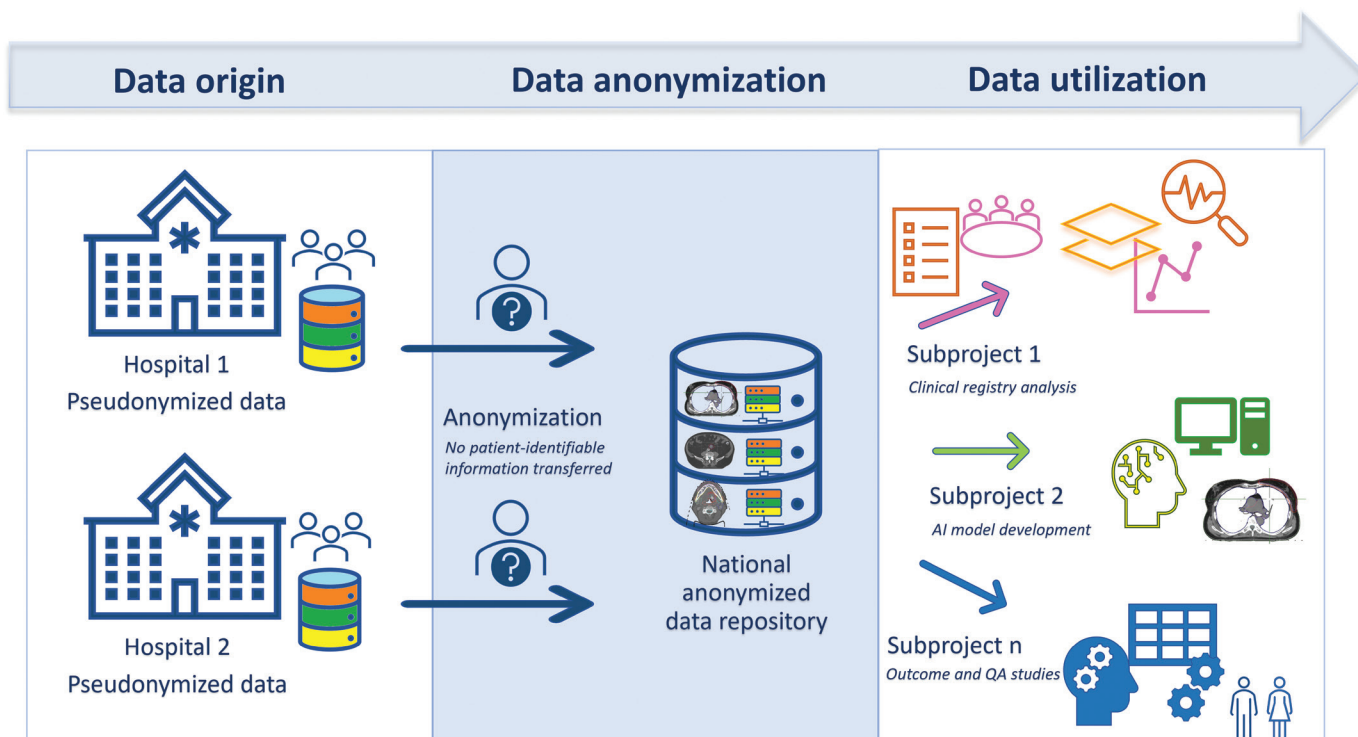 Data origin
Data anonymization
Data utilization
Hospital 1
Pseudonymized data
Hospital 2
Pseudonymized data
?
Anonymization
No patient-identifiable
information transferred
?
National
anonymized
data repository
Subproject 1
Clinical registry analysis
Subproject 2
AI model development
Subproject n
Outcome and QA studies